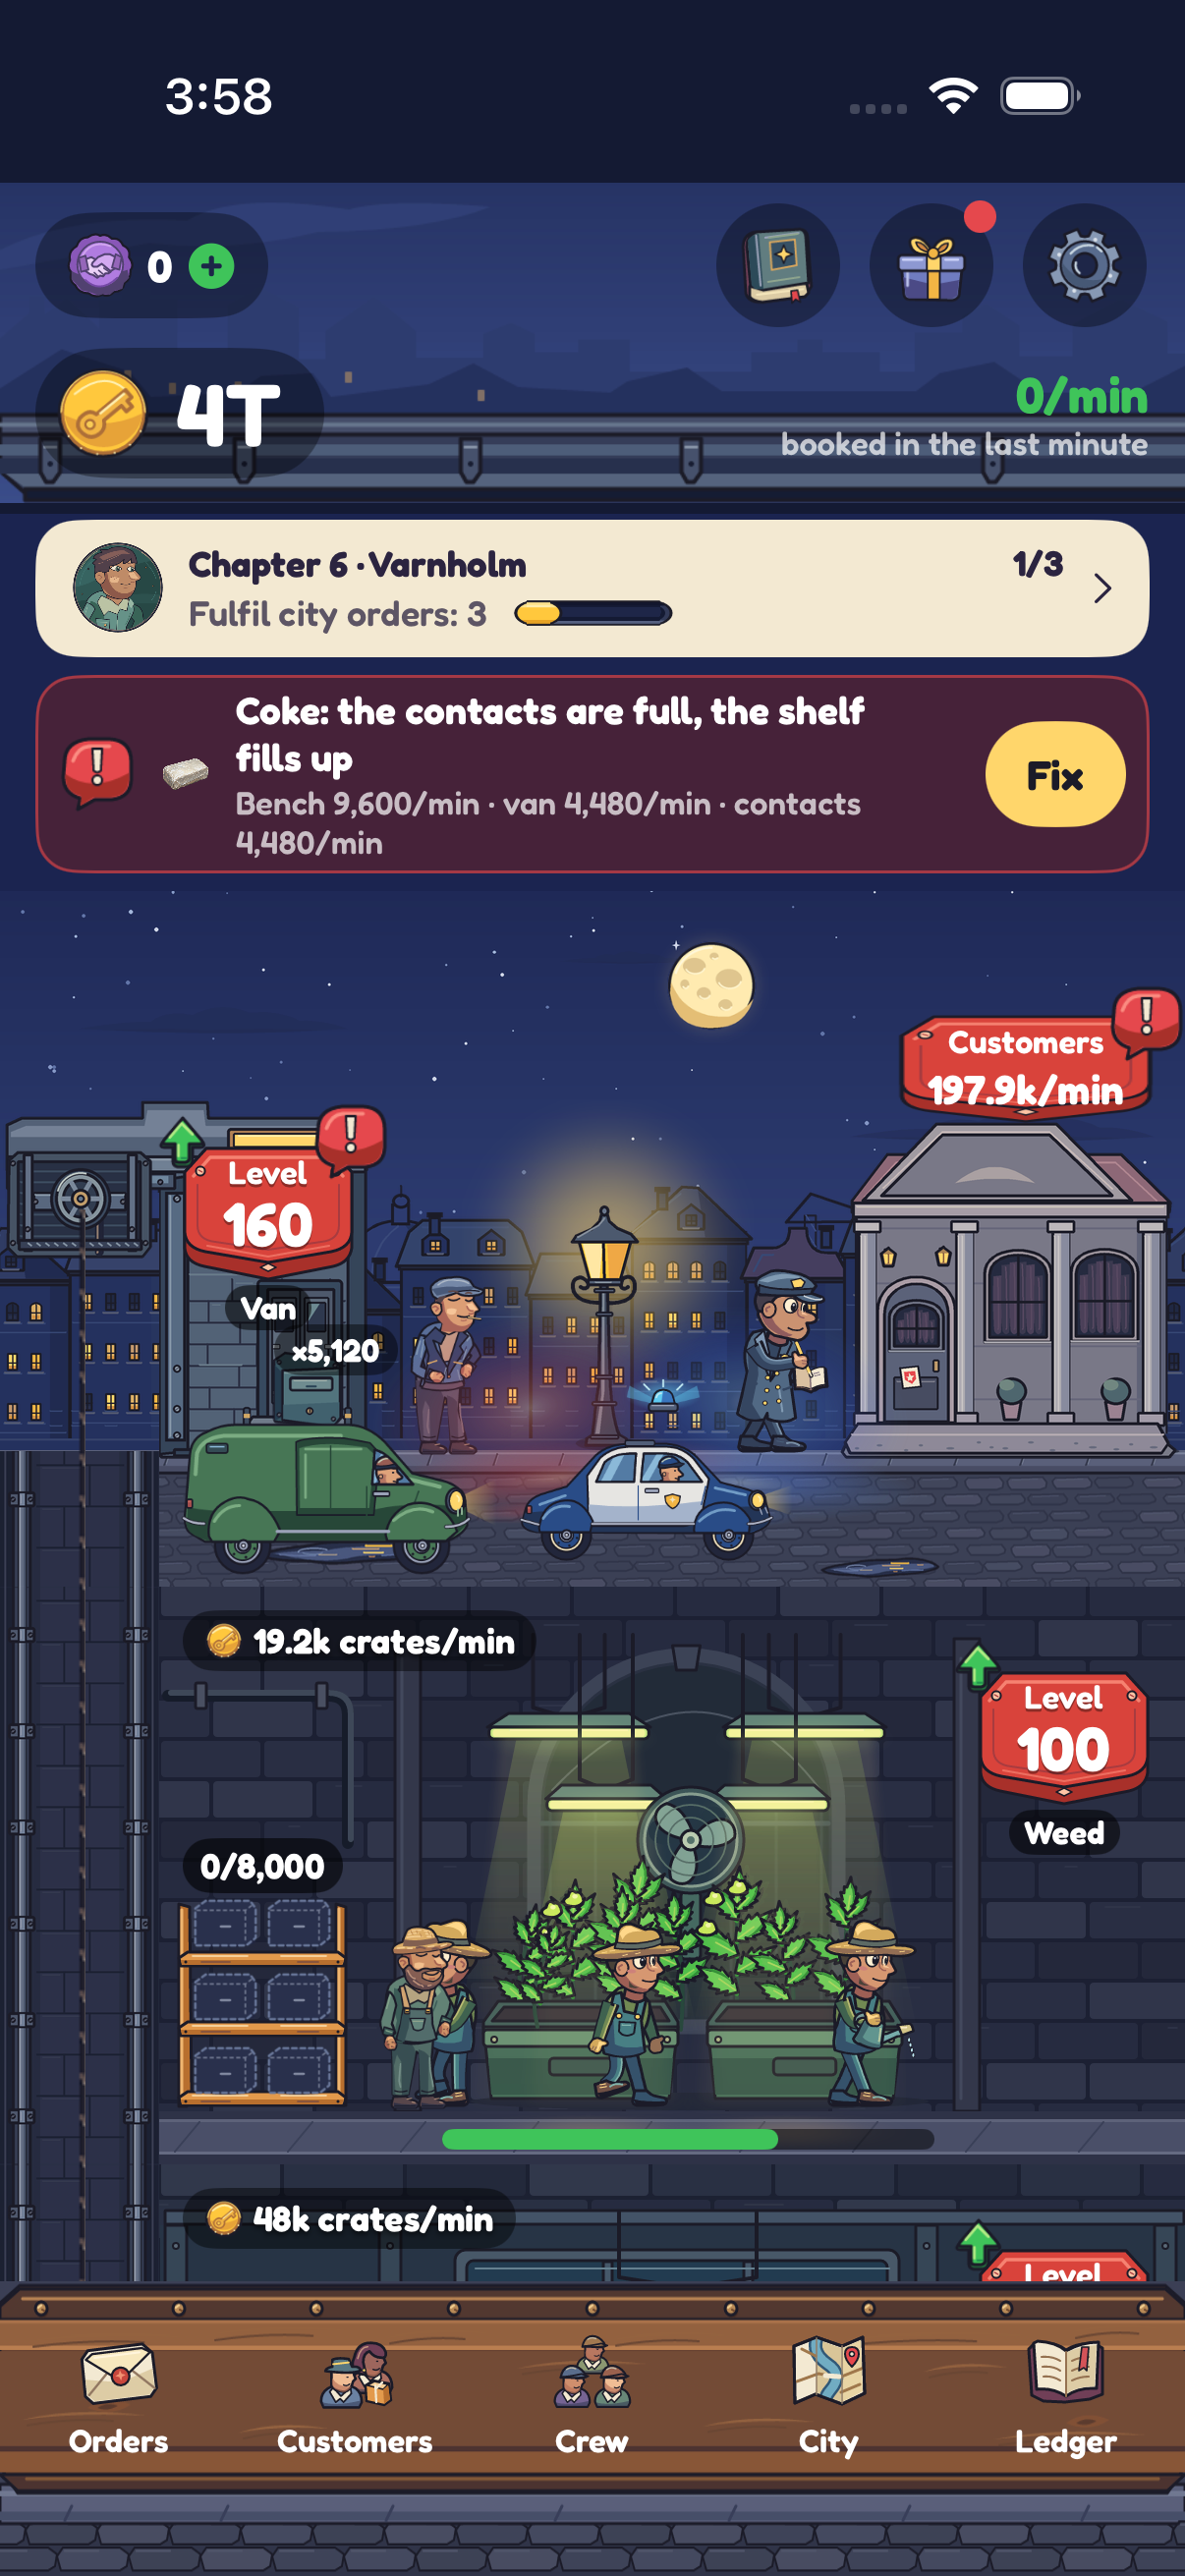 3:58
0
4T
0/min
booked in the last minute
Chapter 6 · Varnholm
1/3
Fulfil city orders: 3
Coke: the contacts are full, the shelf
fills up
Bench 9,600/min · van 4,480/min · contacts
4,480/min
Fix
Customers
197.9k/min
Level
160
Van
x5,120
19.2k crates/min
Level
100
Weed
0/8,000
48k crates/min
Level
Orders
Customers
Crew
City
Ledger